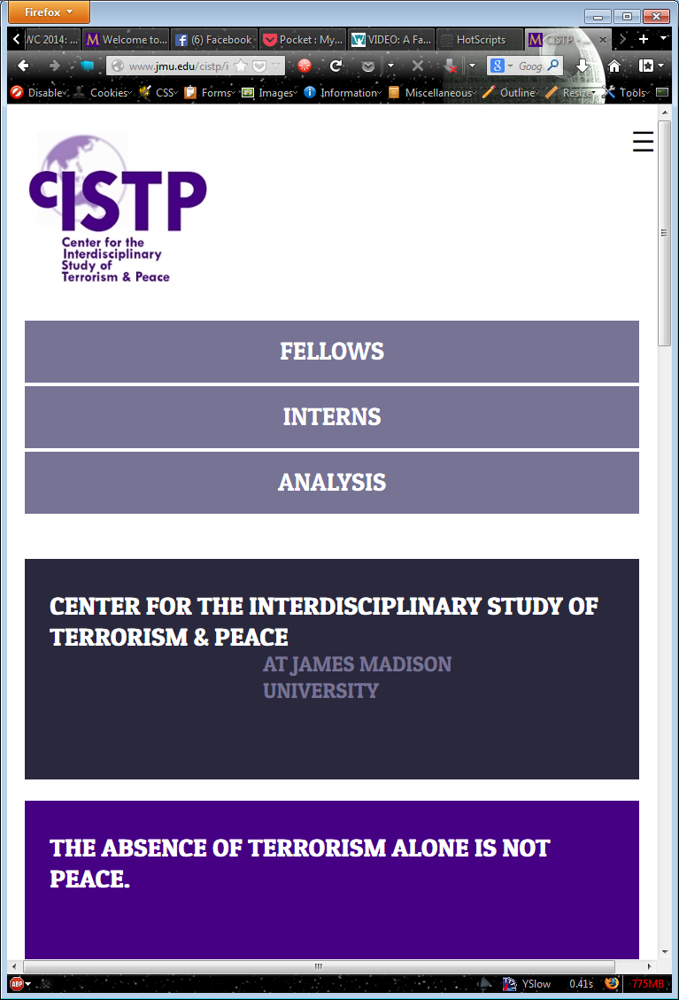 Firefox
WC 2014: ...
Welcome to...
(6) Facebook
Pocket : My...
VIDEO: A Fa...
HotScripts
CISTP - ...
www.jmu.edu/cistp/i
Goog
Disable
Cookies
CSS
Forms
Images
Information
Miscellaneous
Outline
Resize
Tools
CISTP
Center for the
Interdisciplinary
Study of
Terrorism & Peace
FELLOWS
INTERNS
ANALYSIS
CENTER FOR THE INTERDISCIPLINARY STUDY OF
TERRORISM & PEACE
AT JAMES MADISON
UNIVERSITY
THE ABSENCE OF TERRORISM ALONE IS NOT
PEACE.
ABP
YSlow
0.41s
775MB